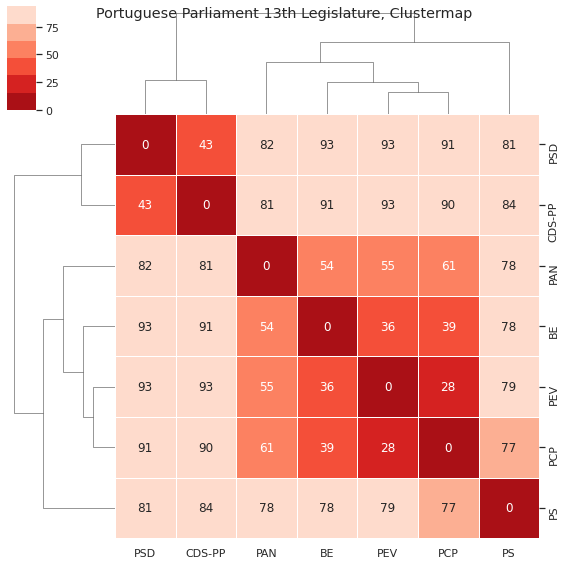 Portuguese Parliament 13th Legislature, Clustermap
75
50
25
0
0 43 82 93 93 91 81 PSD
43 0 81 91 93 90 84 CDS-PP
82 81 0 54 55 61 78 PAN
93 91 54 0 36 39 78 BE
93 93 55 36 0 28 79 PEV
91 90 61 39 28 0 77 PCP
81 84 78 78 79 77 0 PS
PSD CDS-PP PAN BE PEV PCP PS